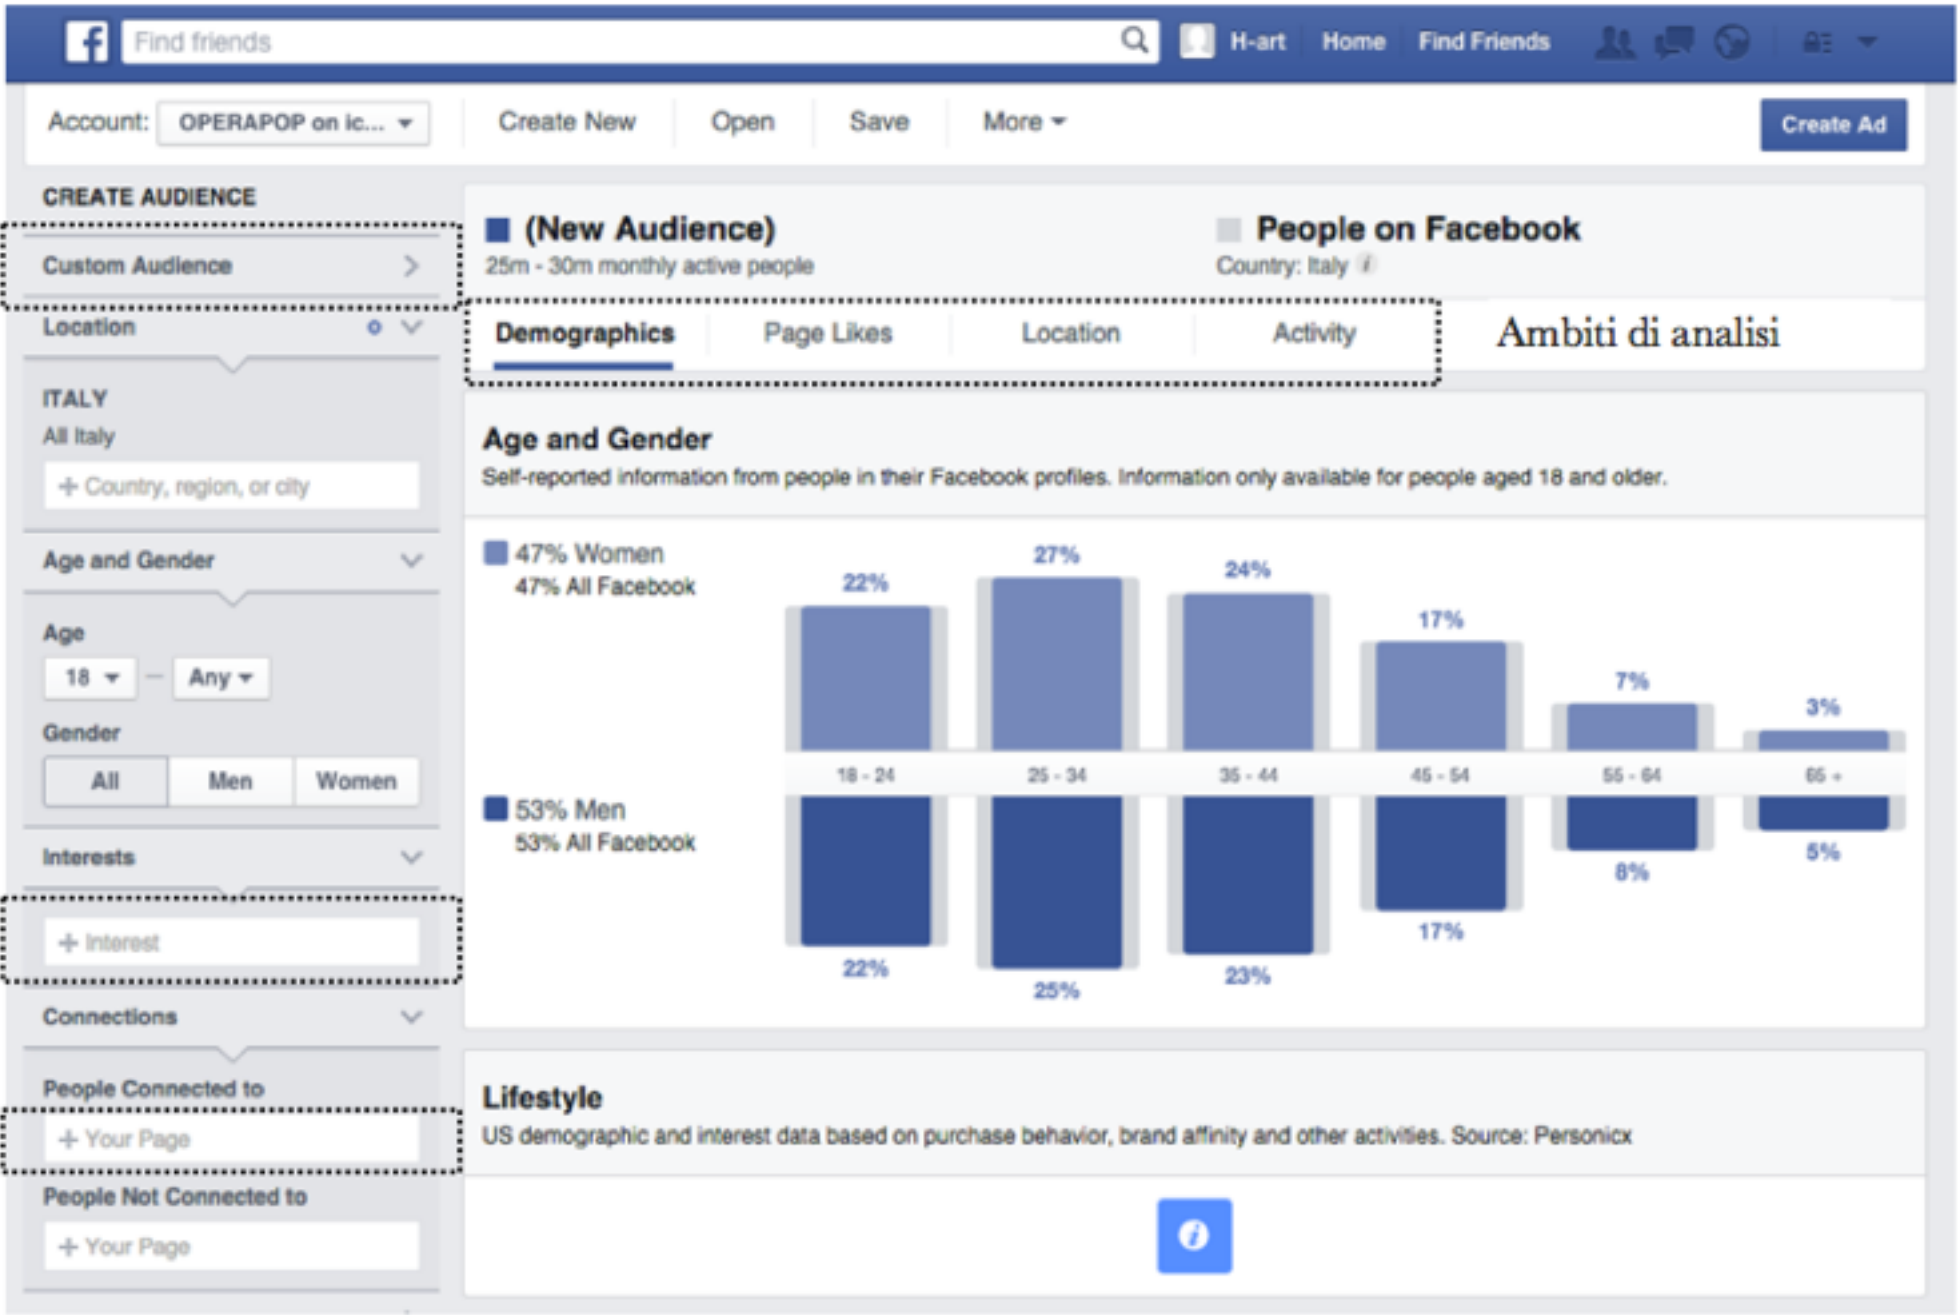 f Find friends H-art Home Find Friends
Account: OPERAPOP on ic... Create New Open Save More Create Ad
CREATE AUDIENCE
Custom Audience >
Location
ITALY
All Italy
+ Country, region, or city
Age and Gender
Age
18 – Any
Gender
All Men Women
Interests
+ Interest
Connections
People Connected to
+ Your Page
People Not Connected to
+ Your Page
(New Audience)
25m - 30m monthly active people
People on Facebook
Country: Italy i
Demographics Page Likes Location Activity Ambiti di analisi
Age and Gender
Self-reported information from people in their Facebook profiles. Information only available for people aged 18 and older.
47% Women
47% All Facebook
22% 27% 24% 17% 7% 3%
18 - 24 25 - 34 35 - 44 45 - 54 55 - 64 65 +
53% Men
53% All Facebook
22% 25% 23% 17% 8% 5%
Lifestyle
US demographic and interest data based on purchase behavior, brand affinity and other activities. Source: Personicx
i